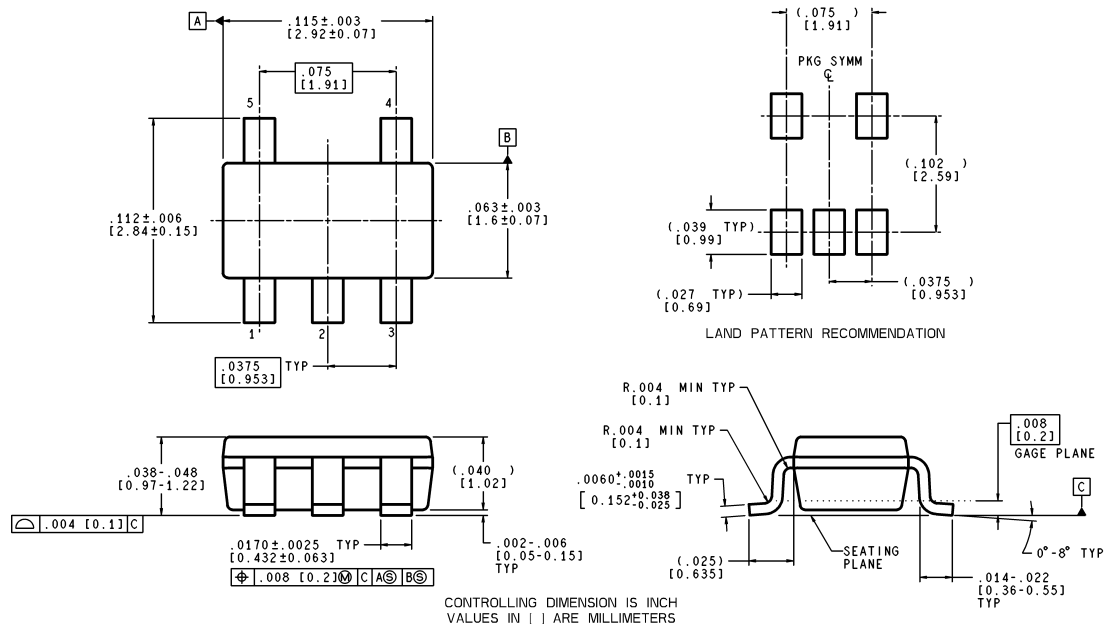 A
.115±.003
[2.92±0.07]
.075
[1.91]
5
4
B
.112±.006
[2.84±0.15]
.063±.003
[1.6±0.07]
1
2
3
.0375
[0.953]
TYP
(.075 )
[1.91]
PKG SYMM
℄
(.102 )
[2.59]
(.039 TYP)
[0.99]
(.027 TYP)
[0.69]
(.0375 )
[0.953]
LAND PATTERN RECOMMENDATION
.038-.048
[0.97-1.22]
(.040 )
[1.02]
⌓ .004 [0.1] C
.0170±.0025 TYP
[0.432±0.063]
⌖ .008 [0.2]Ⓜ C AⓈ BⓈ
.002-.006
[0.05-0.15]
TYP
R.004 MIN TYP
[0.1]
R.004 MIN TYP
[0.1]
.0060+.0015 -.0010
[0.152+0.038 -0.025]
TYP
.008
[0.2]
GAGE PLANE
C
(.025)
[0.635]
SEATING
PLANE
0°-8° TYP
.014-.022
[0.36-0.55]
TYP
CONTROLLING DIMENSION IS INCH
VALUES IN [ ] ARE MILLIMETERS